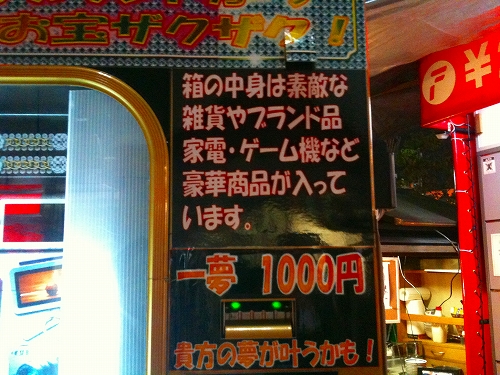 お宝ザクザク！
箱の中身は素敵な
雑貨やブランド品
家電・ゲーム機など
豪華商品が入って
います。
一夢 1000円
貴方の夢が叶うかも！
¥